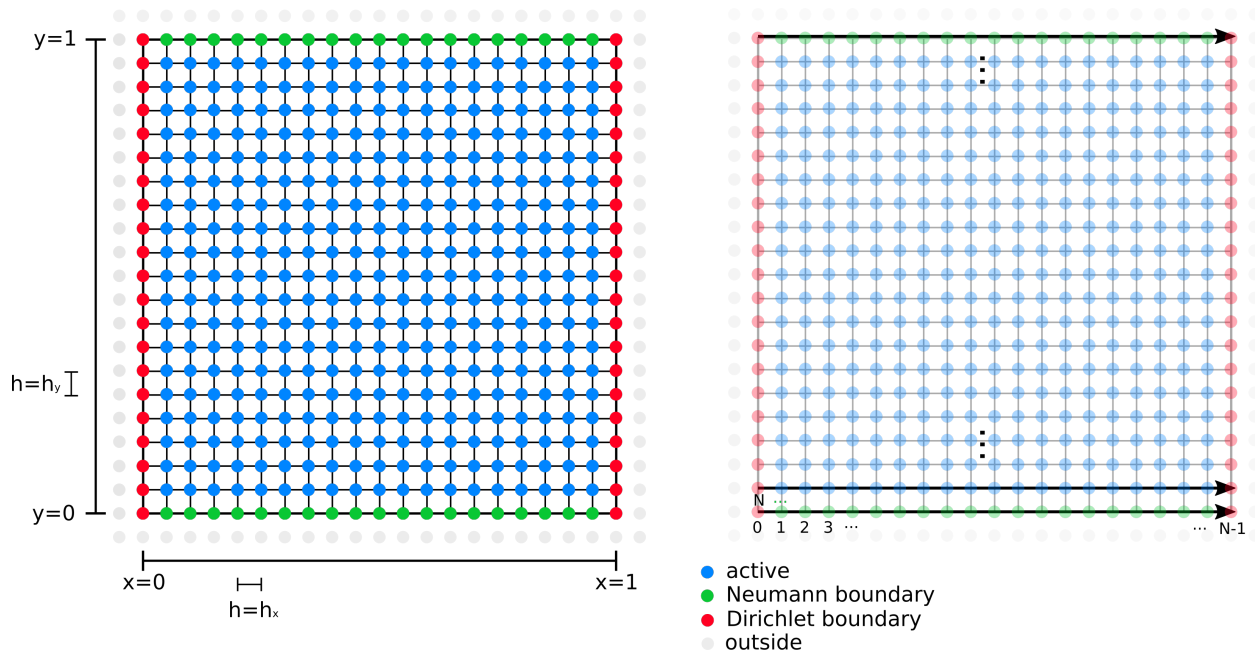 y=1
h=hy
y=0
x=0
x=1
h=hx
⋮
⋮
N ...
0 1 2 3 ... ... N-1
active
Neumann boundary
Dirichlet boundary
outside